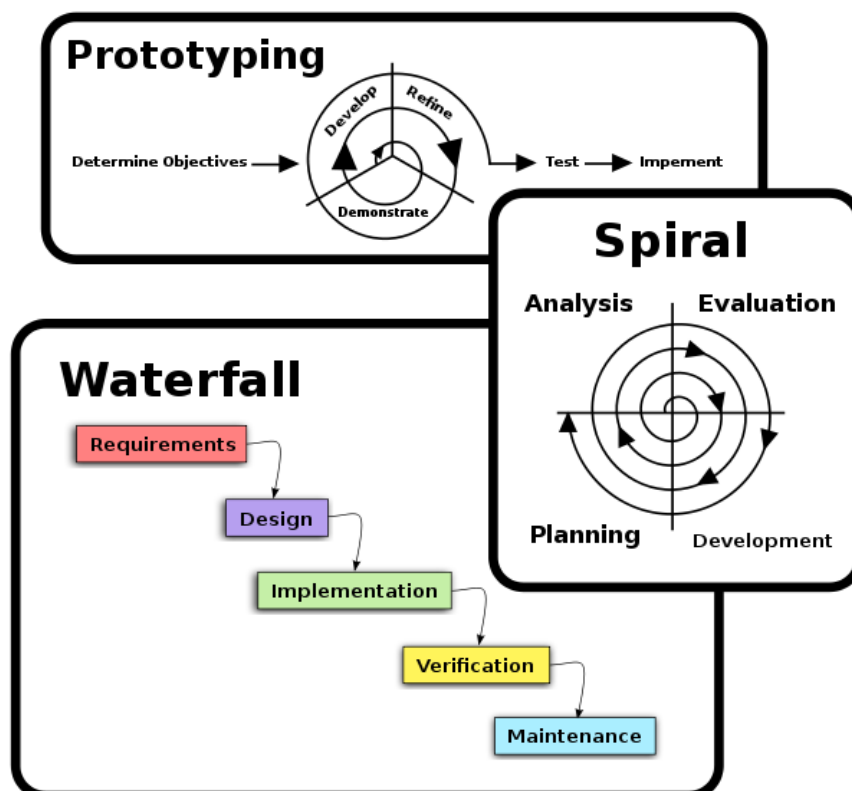 Prototyping
Determine Objectives
Develop
Refine
Demonstrate
Test
Impement
Spiral
Analysis
Evaluation
Planning
Development
Waterfall
Requirements
Design
Implementation
Verification
Maintenance